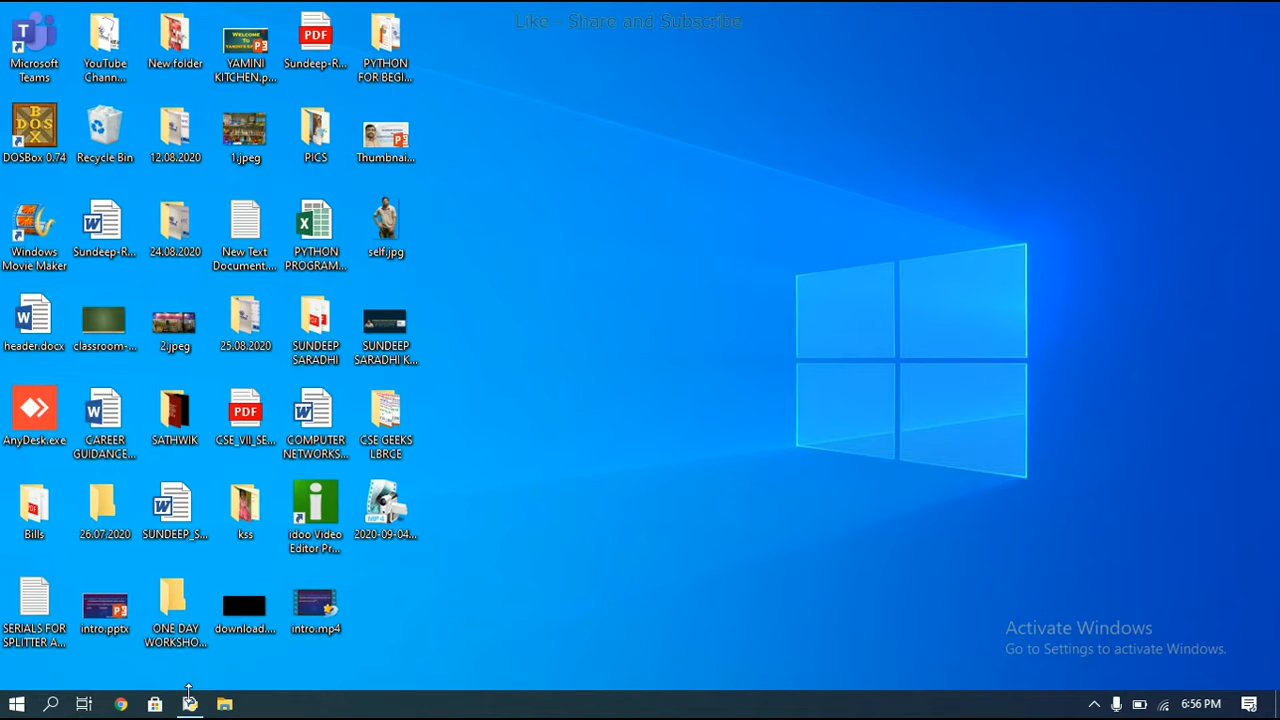 Like - Share and Subscribe
Microsoft
Teams
YouTube
Chann...
New folder
YAMINI
KITCHEN.p...
PDF
Sundeep-R...
PYTHON
FOR BEGI...
DOSBox 0.74
Recycle Bin
12.08.2020
1.jpeg
PICS
Thumbnai...
Windows
Movie Maker
Sundeep-R...
24.08.2020
New Text
Document....
PYTHON
PROGRAM...
self.jpg
header.docx
classroom-...
2.jpeg
25.08.2020
SUNDEEP
SARADHI
SUNDEEP
SARADHI K...
AnyDesk.exe
CAREER
GUIDANCE...
SATHWIK
PDF
CSE_VII_SE...
COMPUTER
NETWORKS...
CSE GEEKS
LBRCE
Bills
26.07.2020
SUNDEEP_S...
kss
idoo Video
Editor Pr...
MP4
2020-09-04...
SERIALS FOR
SPLITTER A...
intro.pptx
ONE DAY
WORKSHO...
download....
intro.mp4
Activate Windows
Go to Settings to activate Windows.
6:56 PM